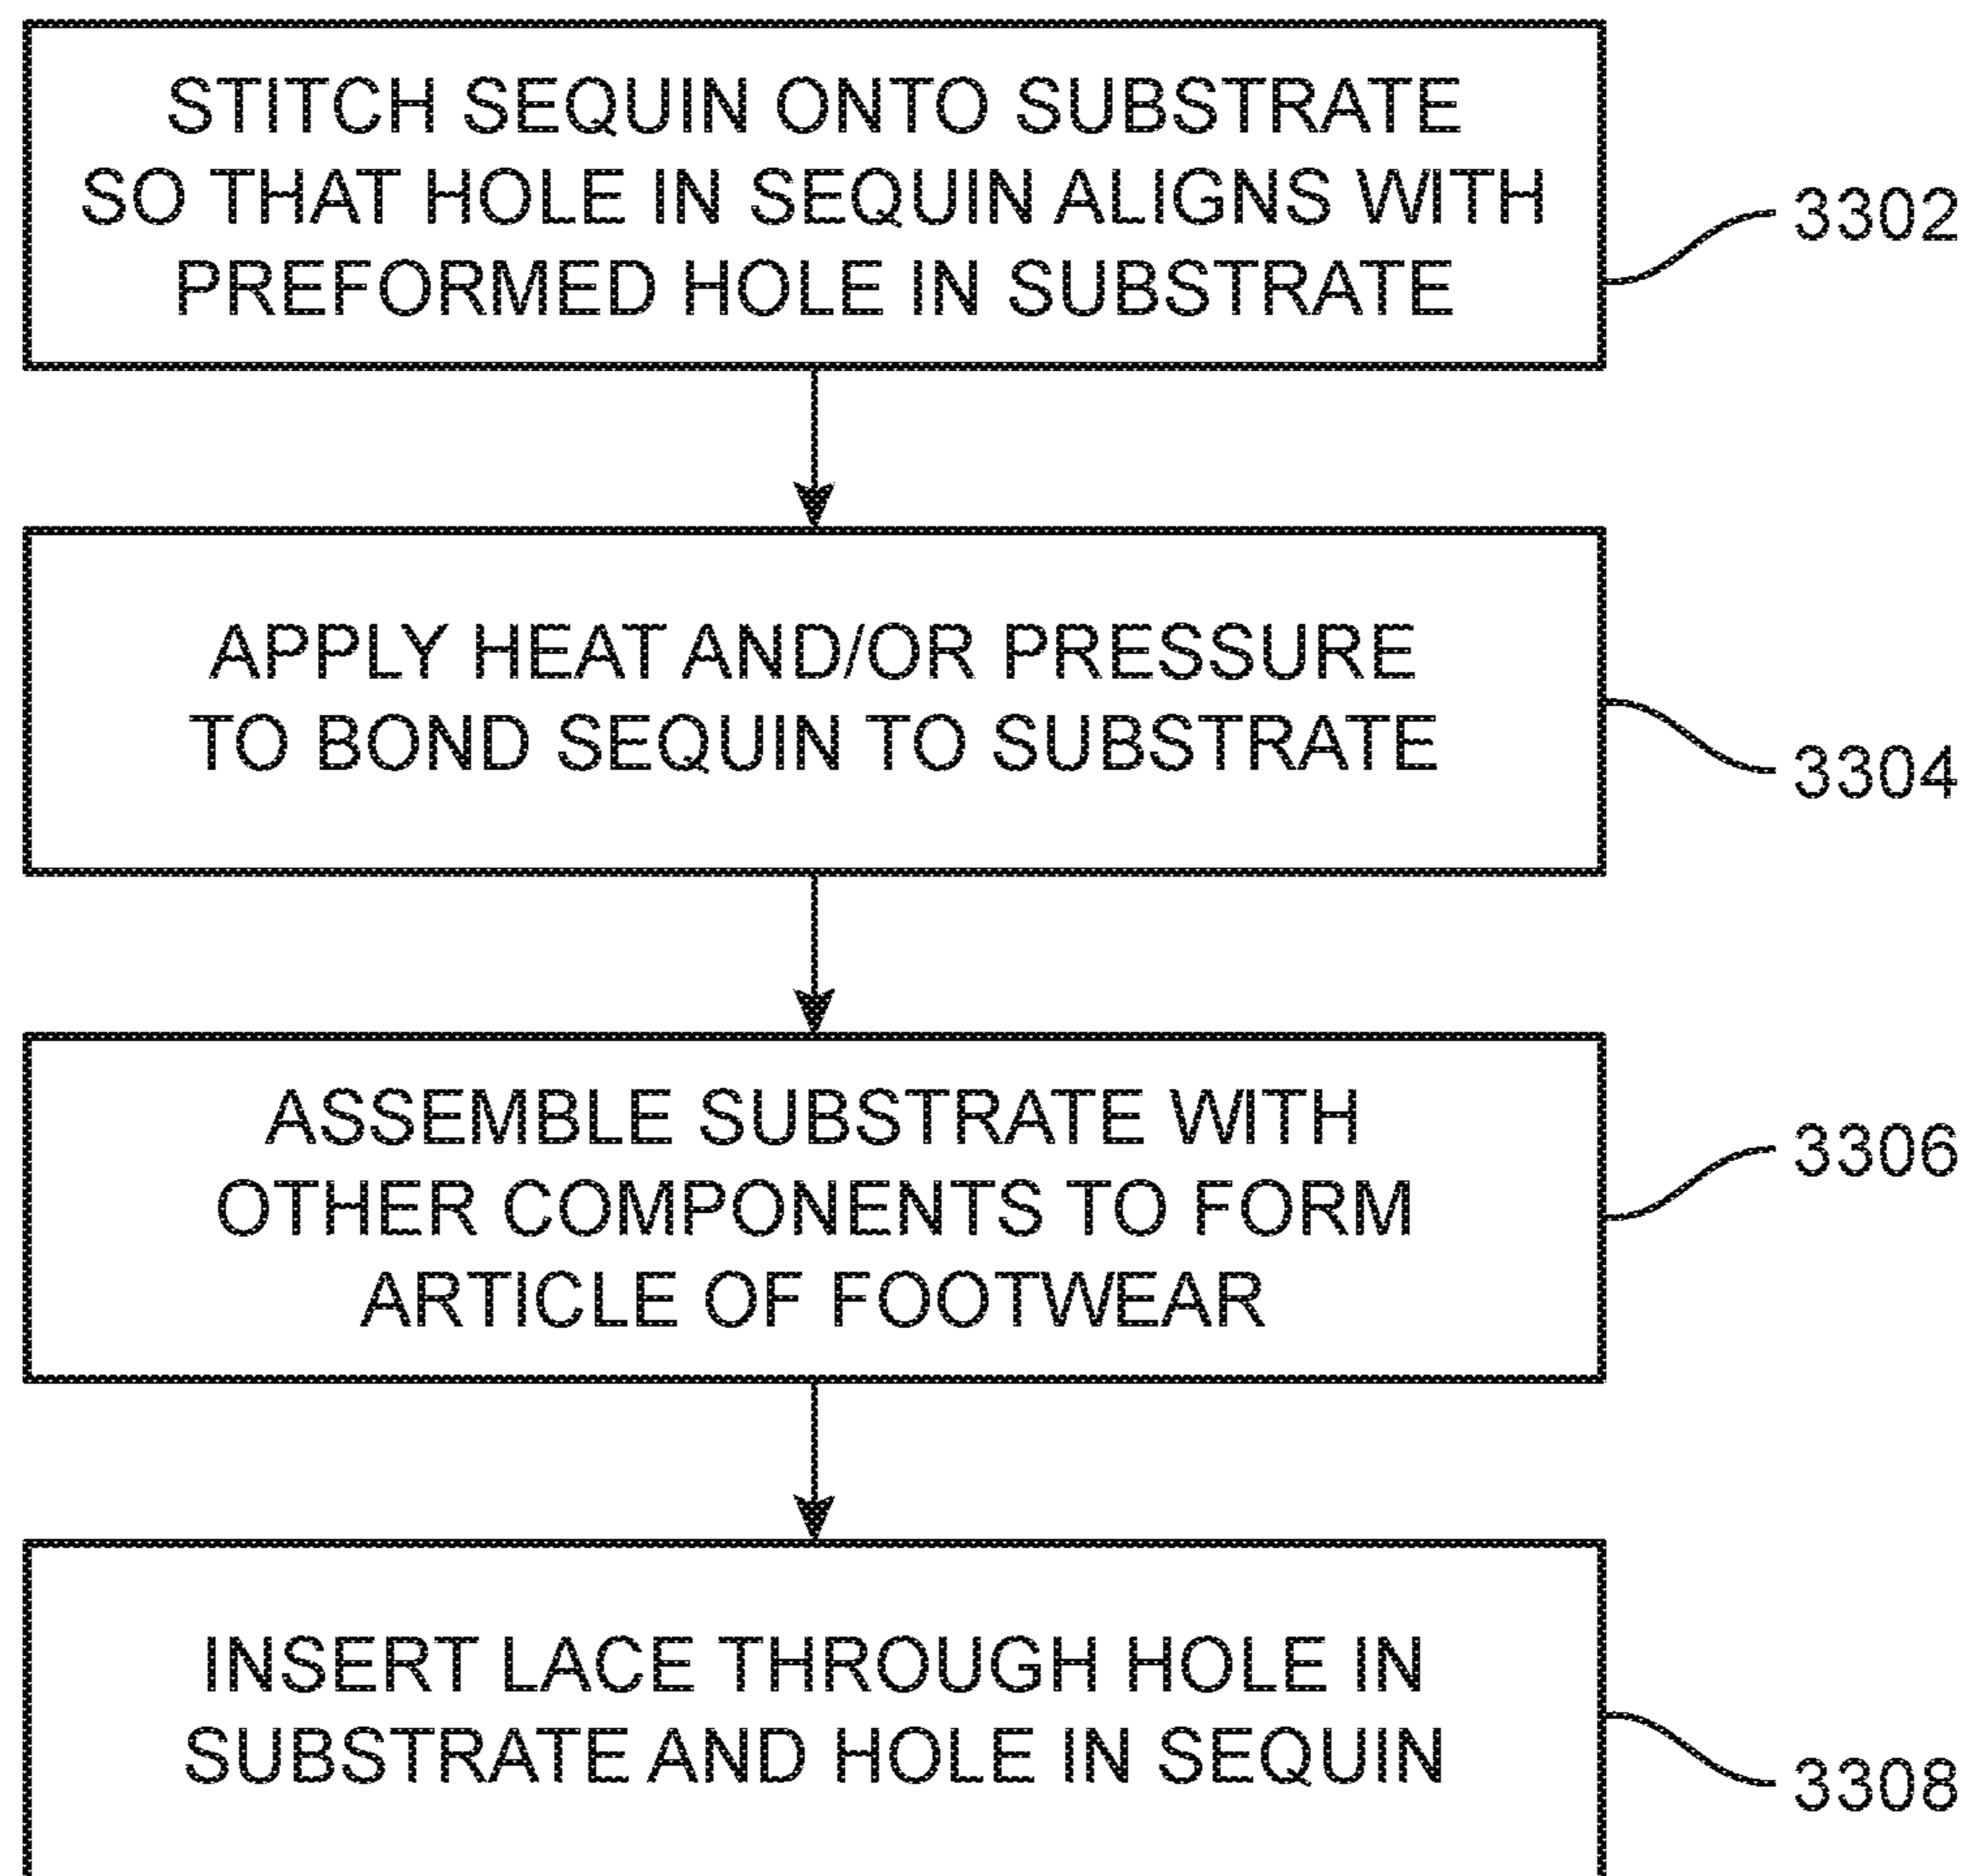 STITCH SEQUIN ONTO SUBSTRATE
SO THAT HOLE IN SEQUIN ALIGNS WITH
PREFORMED HOLE IN SUBSTRATE
3302
APPLY HEAT AND/OR PRESSURE
TO BOND SEQUIN TO SUBSTRATE
3304
ASSEMBLE SUBSTRATE WITH
OTHER COMPONENTS TO FORM
ARTICLE OF FOOTWEAR
3306
INSERT LACE THROUGH HOLE IN
SUBSTRATE AND HOLE IN SEQUIN
3308